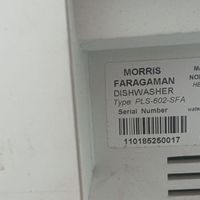 MORRIS
FARAGAMAN
DISHWASHER
Type PLS-602-SFA
Serial Number
110185250017